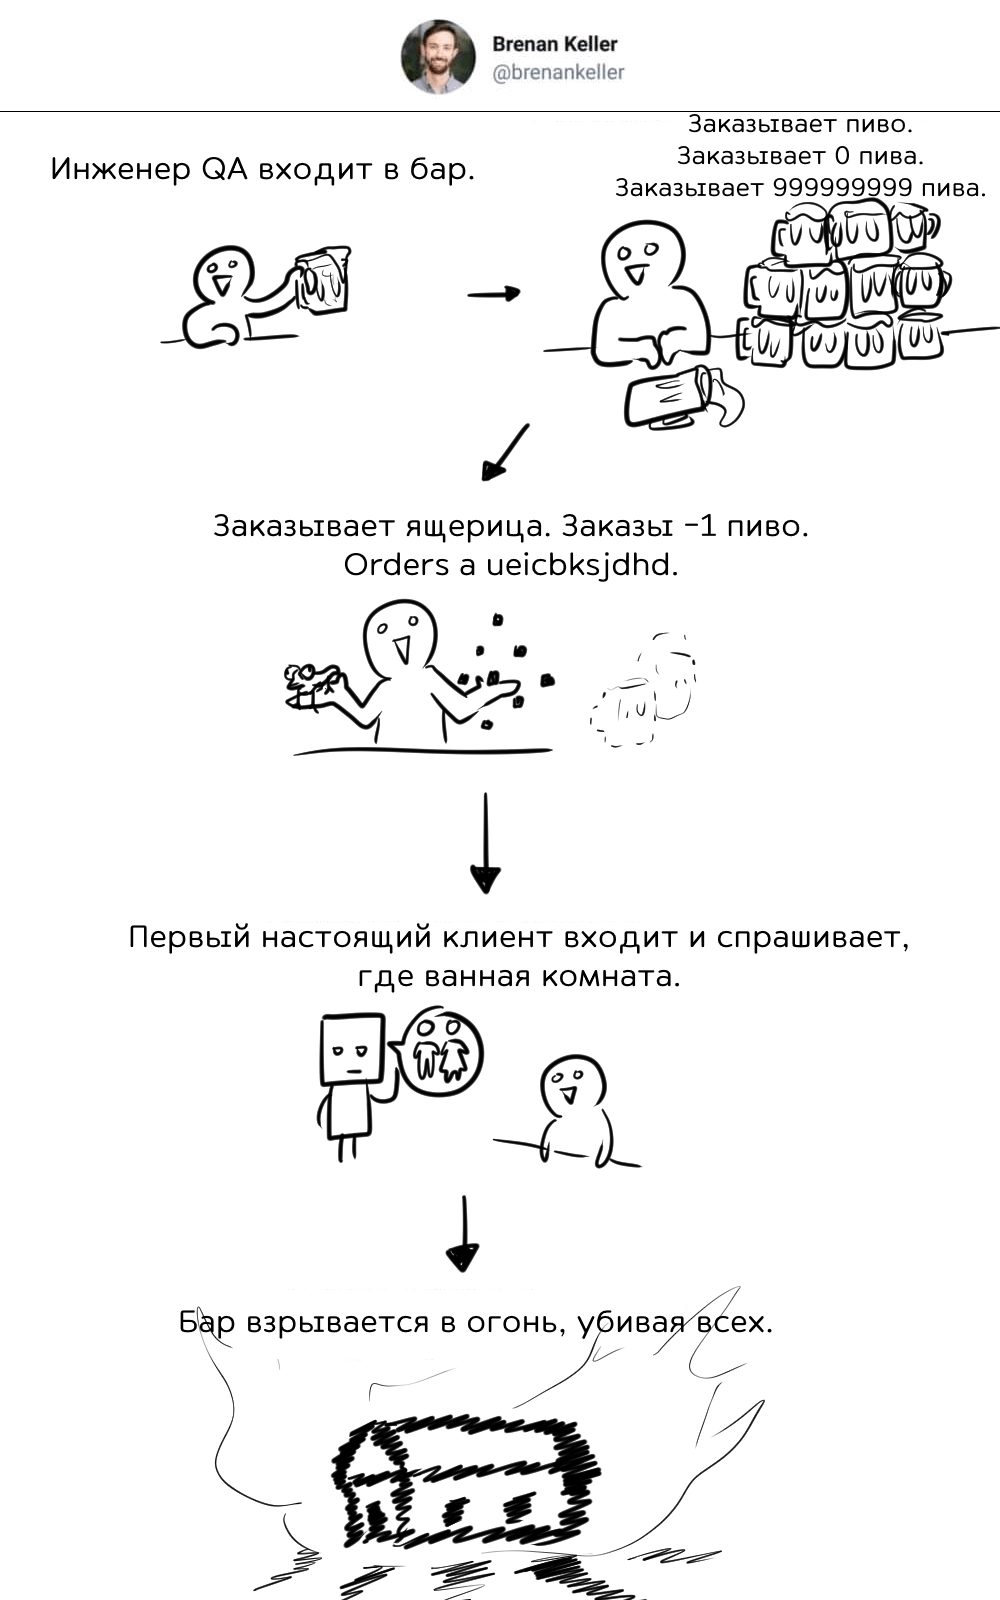 Brenan Keller
@brenankeller
Инженер QA входит в бар.
Заказывает пиво.
Заказывает 0 пива.
Заказывает 999999999 пива.
Заказывает ящерица. Заказы -1 пиво.
Orders a ueicbksjdhd.
Первый настоящий клиент входит и спрашивает,
где ванная комната.
Бар взрывается в огонь, убивая всех.